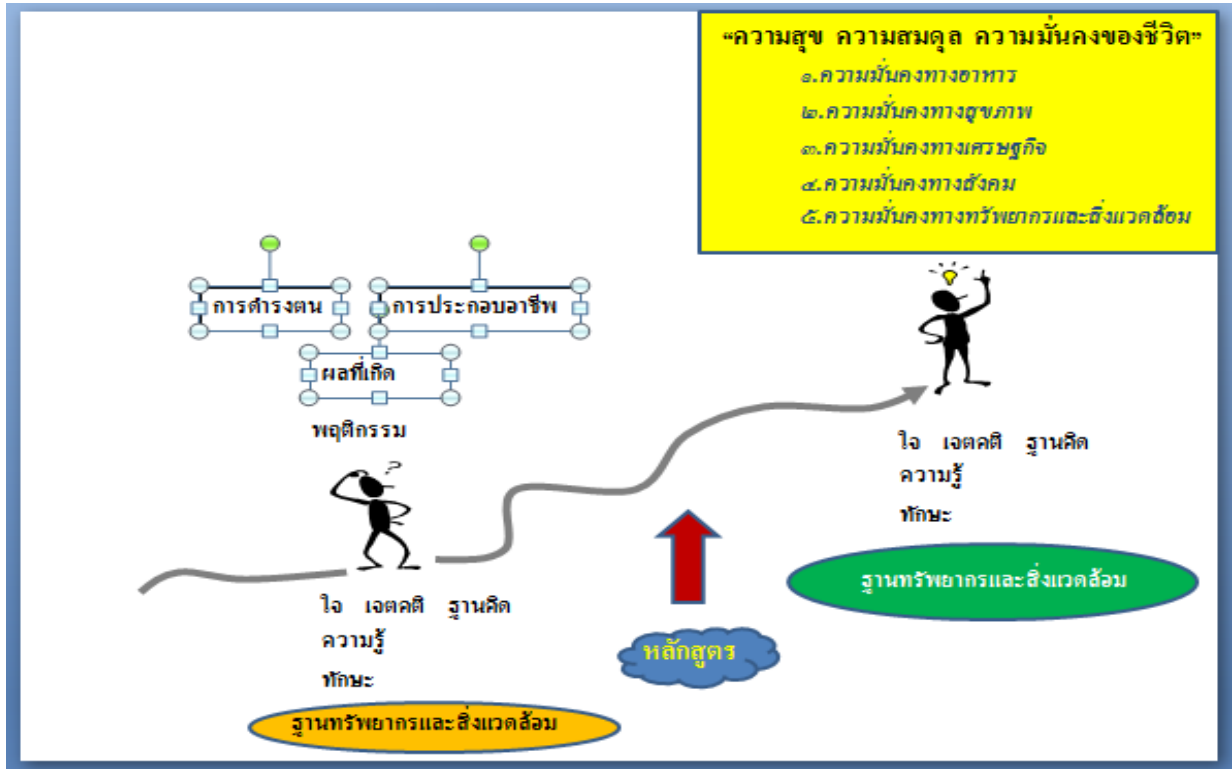 “ความสุข ความสมดุล ความมั่นคงของชีวิต”
๑.ความมั่นคงทางอาหาร
๒.ความมั่นคงทางสุขภาพ
๓.ความมั่นคงทางเศรษฐกิจ
๔.ความมั่นคงทางสังคม
๕.ความมั่นคงทางทรัพยากรและสิ่งแวดล้อม
การดำรงตน
การประกอบอาชีพ
ผลที่เกิด
พฤติกรรม
?
ใจ เจตคติ ฐานคิด
ความรู้
ทักษะ
ฐานทรัพยากรและสิ่งแวดล้อม
หลักสูตร
ใจ เจตคติ ฐานคิด
ความรู้
ทักษะ
ฐานทรัพยากรและสิ่งแวดล้อม